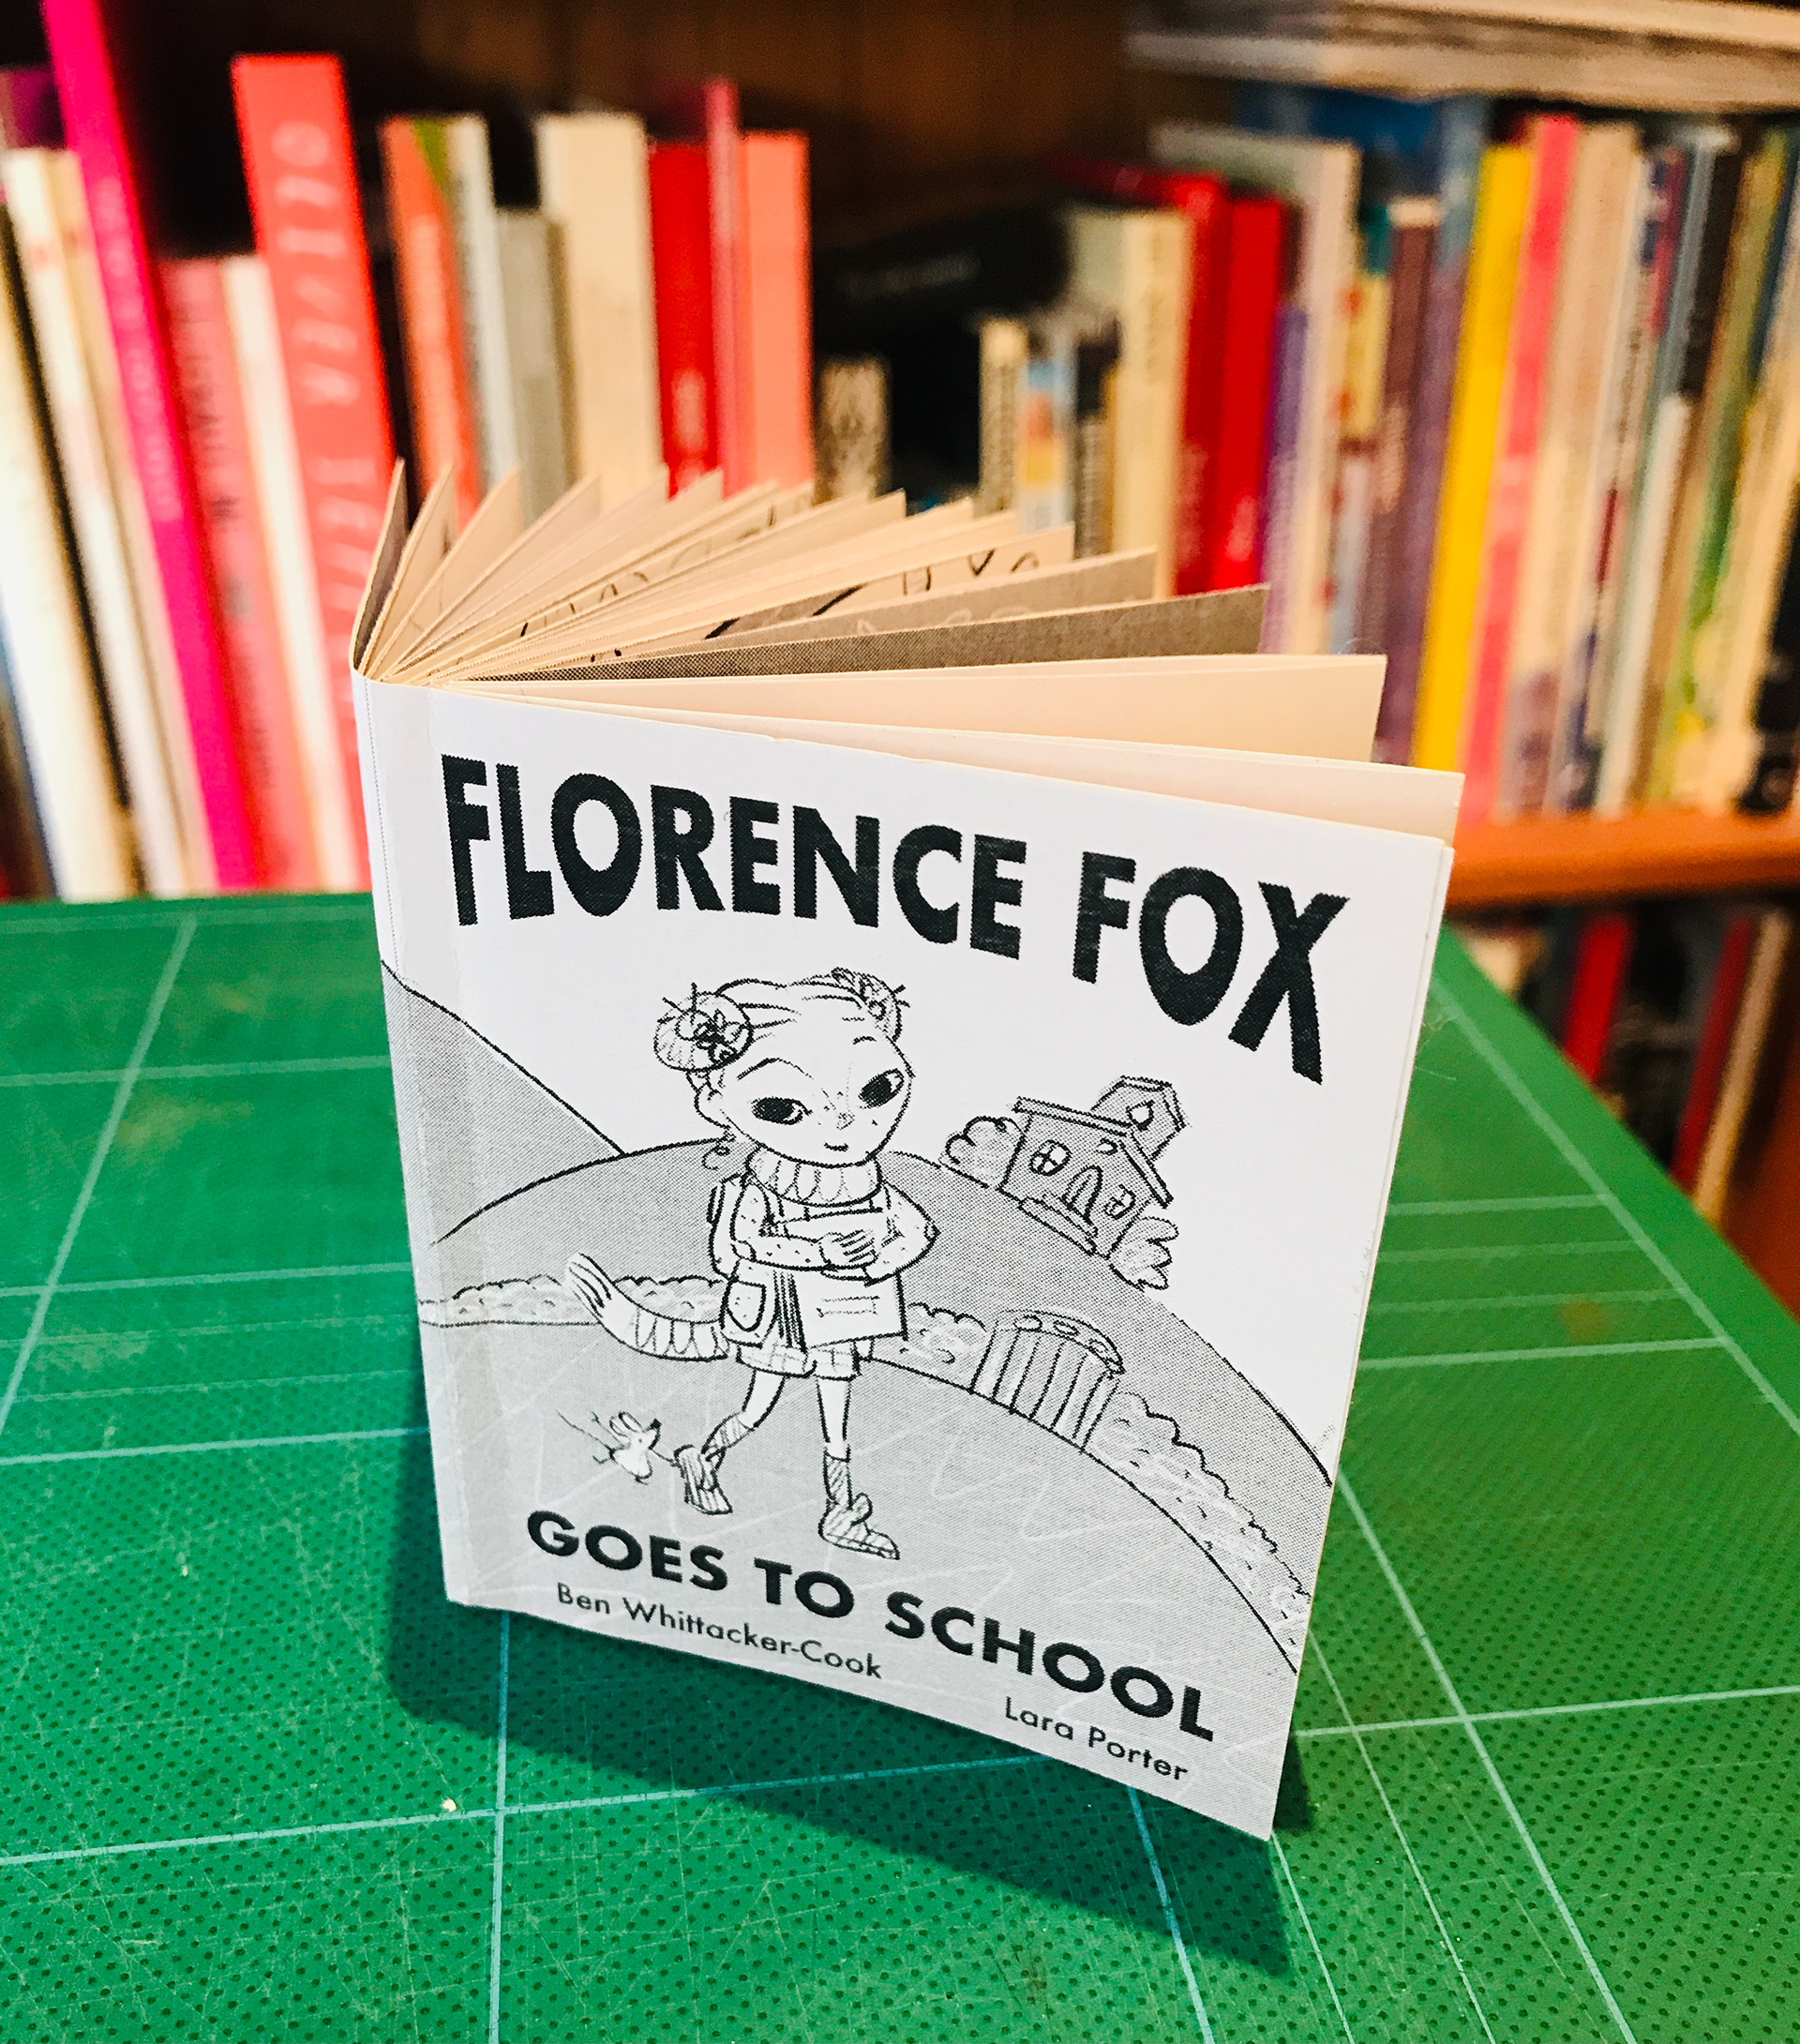 FLORENCE FOX
GOES TO SCHOOL
Ben Whittacker-Cook
Lara Porter